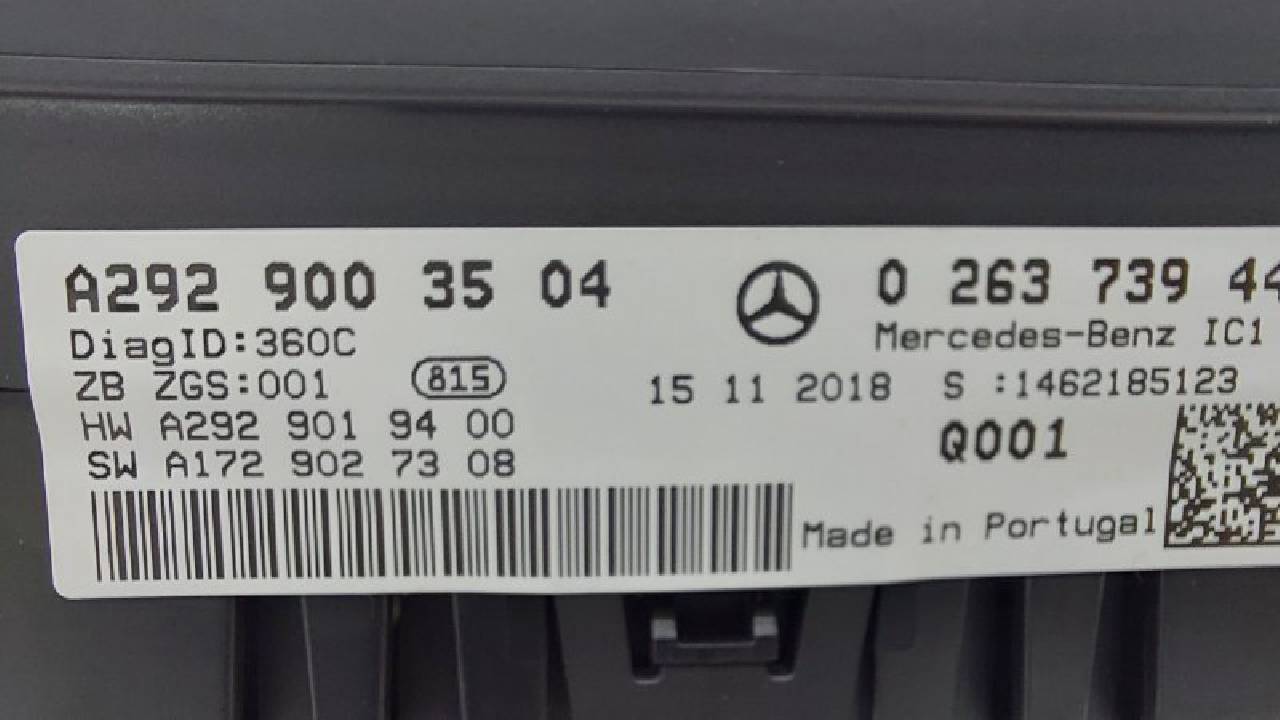 A292 900 35 04
0 263 739 44
DiagID:360C
Mercedes-Benz IC1
ZB ZGS:001
815
15 11 2018
S :1462185123
HW A292 901 94 00
Q001
SW A172 902 73 08
Made in Portugal